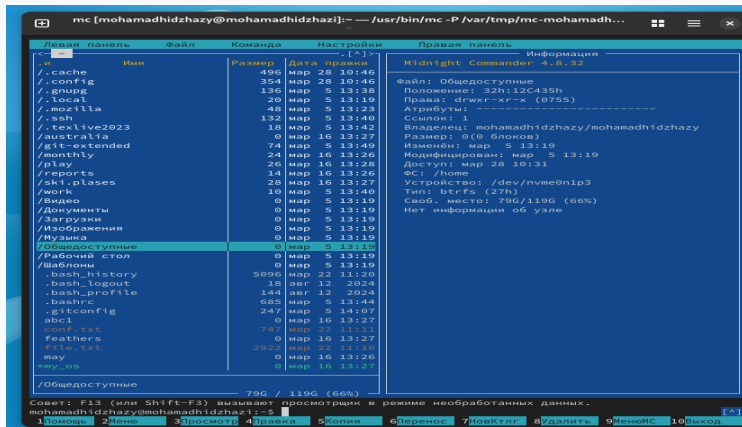 mc [mohamadhidzhazy@mohamadhidzhazi]:~ — /usr/bin/mc -P /var/tmp/mc-mohamadh...
Левая панель Файл Команда Настройки Правая панель
<— ~ .[^]>
.и Имя Размер Дата правки
/.cache 496 мар 28 10:46
/.config 354 мар 28 10:46
/.gnupg 136 мар 5 13:38
/.local 20 мар 5 13:19
/.mozilla 48 мар 5 13:23
/.ssh 132 мар 5 13:40
/.texlive2023 18 мар 5 13:42
/australia 0 мар 16 13:27
/git-extended 74 мар 5 13:49
/monthly 24 мар 16 13:26
/play 26 мар 16 13:28
/reports 14 мар 16 13:26
/ski.plases 28 мар 16 13:27
/work 10 мар 5 13:40
/Видео 0 мар 5 13:19
/Документы 0 мар 5 13:19
/Загрузки 0 мар 5 13:19
/Изображения 0 мар 5 13:19
/Музыка 0 мар 5 13:19
/Общедоступные 0 мар 5 13:19
/Рабочий стол 0 мар 5 13:19
/Шаблоны 0 мар 5 13:19
.bash_history 5096 мар 22 11:20
.bash_logout 18 авг 12 2024
.bash_profile 144 авг 12 2024
.bashrc 685 мар 5 13:44
.gitconfig 247 мар 5 14:07
abc1 0 мар 16 13:27
conf.txt 747 мар 22 11:11
feathers 0 мар 16 13:27
file.txt 2922 мар 22 11:10
may 0 мар 16 13:26
*my_os 0 мар 16 13:27
/Общедоступные
79G / 119G (66%)
Информация
Midnight Commander 4.8.32
Файл: Общедоступные
Положение: 32h:12C435h
Права: drwxr-xr-x (0755)
Атрибуты: ------------------------
Ссылок: 1
Владелец: mohamadhidzhazy/mohamadhidzhazy
Размер: 0(0 блоков)
Изменён: мар 5 13:19
Модифицирован: мар 5 13:19
Доступ: мар 28 10:31
ФС: /home
Устройство: /dev/nvme0n1p3
Тип: btrfs (27h)
Своб. место: 79G/119G (66%)
Нет информации об узле
Совет: F13 (или Shift-F3) вызывают просмотрщик в режиме необработанных данных.
mohamadhidzhazy@mohamadhidzhazi:~$ [^]
1Помощь 2Меню 3Просмотр 4Правка 5Копия 6Перенос 7НовКтлг 8Удалить 9МенюMC 10Выход